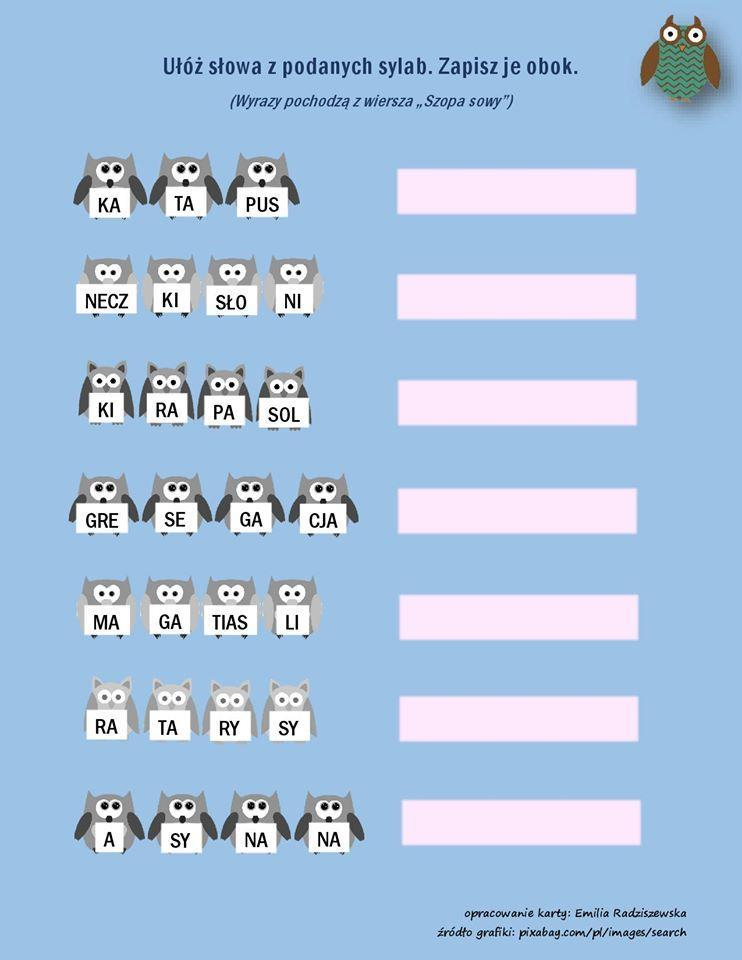 Ułóż słowa z podanych sylab. Zapisz je obok.
(Wyrazy pochodzą z wiersza „Szopa sowy”)
KA TA PUS
NECZ KI SŁO NI
KI RA PA SOL
GRE SE GA CJA
MA GA TIAS LI
RA TA RY SY
A SY NA NA
opracowanie karty: Emilia Radziszewska
źródło grafiki: pixabay.com/pl/images/search